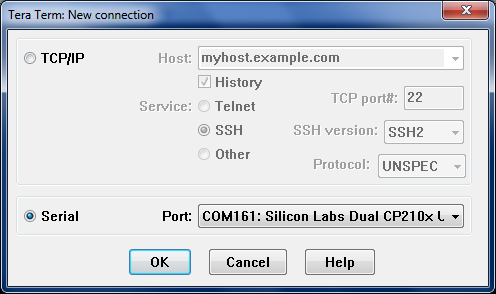 Tera Term: New connection
TCP/IP Host: myhost.example.com
History
Service: Telnet TCP port#: 22
SSH SSH version: SSH2
Other Protocol: UNSPEC
Serial Port: COM161: Silicon Labs Dual CP210x U
OK Cancel Help